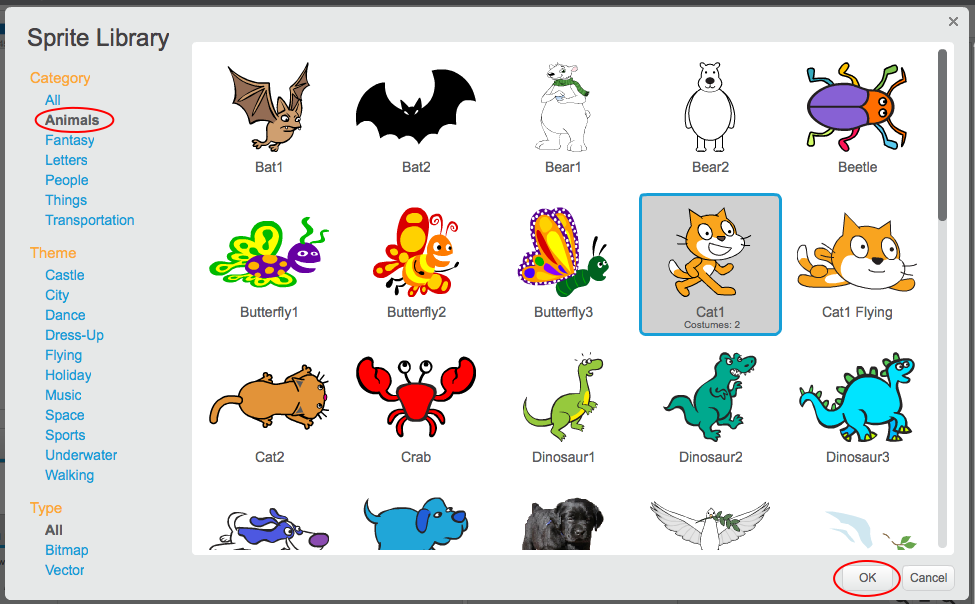 Sprite Library
Category
All
Animals
Fantasy
Letters
People
Things
Transportation
Theme
Castle
City
Dance
Dress-Up
Flying
Holiday
Music
Space
Sports
Underwater
Walking
Type
All
Bitmap
Vector
Bat1
Bat2
Bear1
Bear2
Beetle
Butterfly1
Butterfly2
Butterfly3
Cat1
Costumes: 2
Cat1 Flying
Cat2
Crab
Dinosaur1
Dinosaur2
Dinosaur3
OK
Cancel